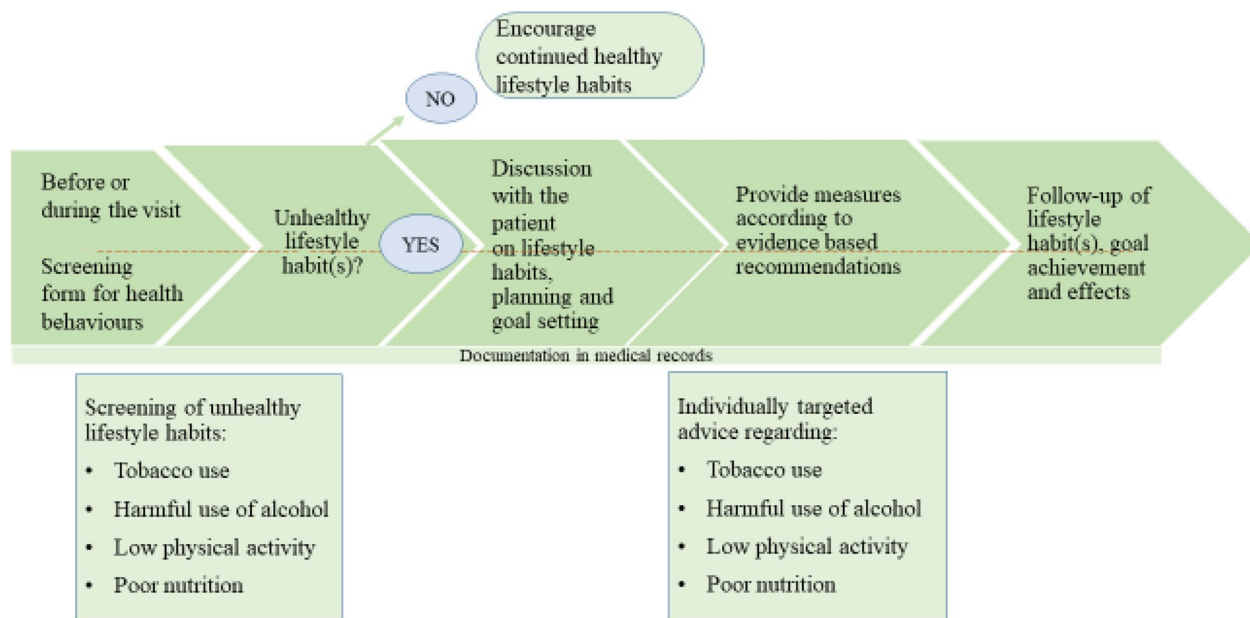 Encourage
continued healthy
lifestyle habits
NO
Before or
during the visit
Screening
form for health
behaviours
Unhealthy
lifestyle
habit(s)?
YES
Discussion
with the
patient
on lifestyle
habits,
planning and
goal setting
Provide measures
according to
evidence based
recommendations
Follow-up of
lifestyle
habit(s), goal
achievement
and effects
Documentation in medical records
Screening of unhealthy
lifestyle habits:
• Tobacco use
• Harmful use of alcohol
• Low physical activity
• Poor nutrition
Individually targeted
advice regarding:
• Tobacco use
• Harmful use of alcohol
• Low physical activity
• Poor nutrition